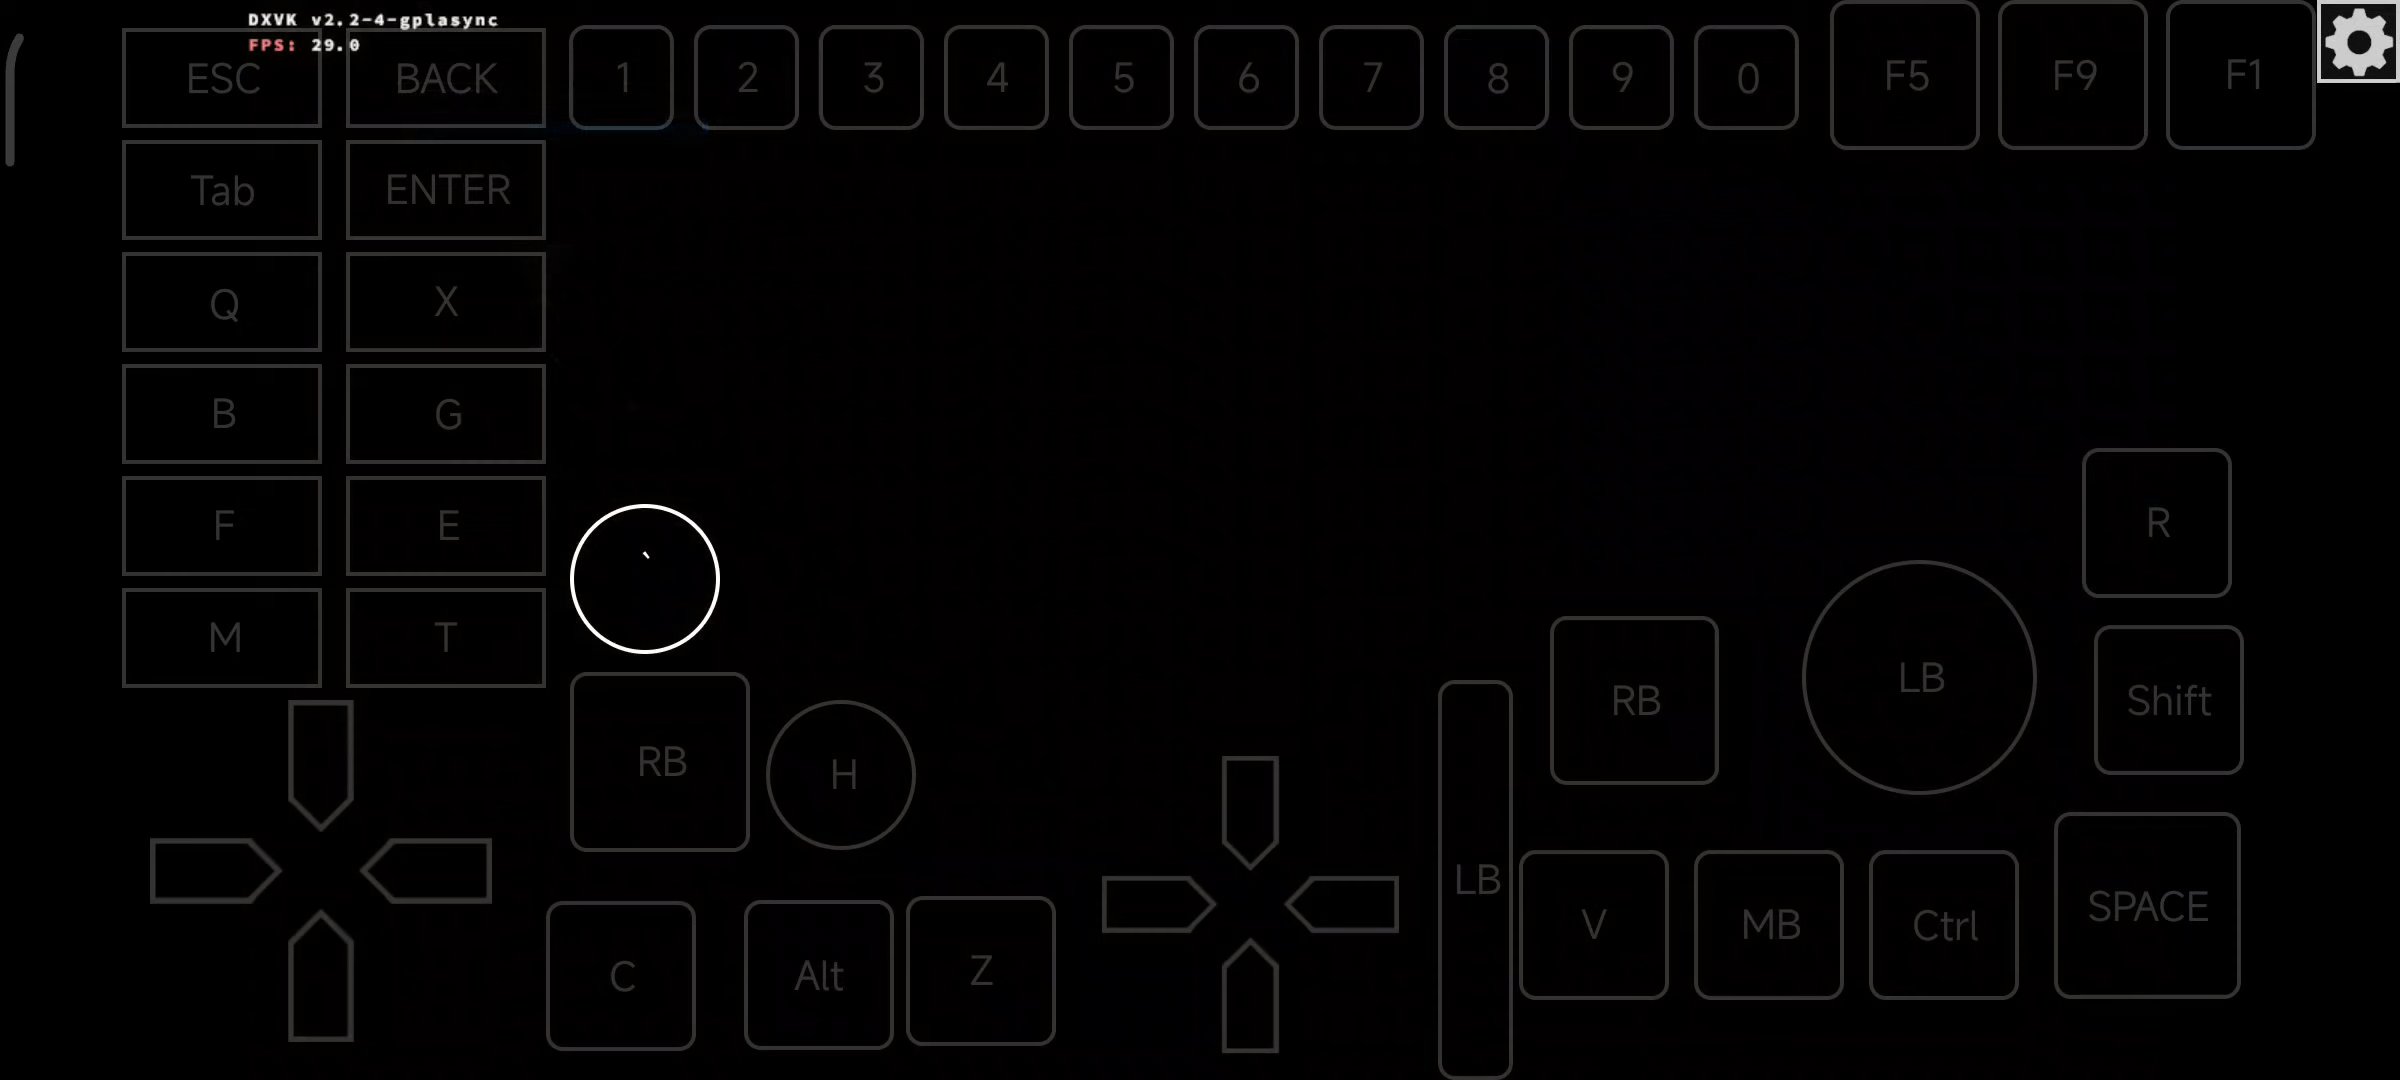 DXVK v2.2-4-gplasync
FPS: 29.0
ESC BACK 1 2 3 4 5 6 7 8 9 0 F5 F9 F1
Tab ENTER
Q X
B G
F E ` R
M T
RB H RB LB Shift
LB
C Alt Z V MB Ctrl SPACE